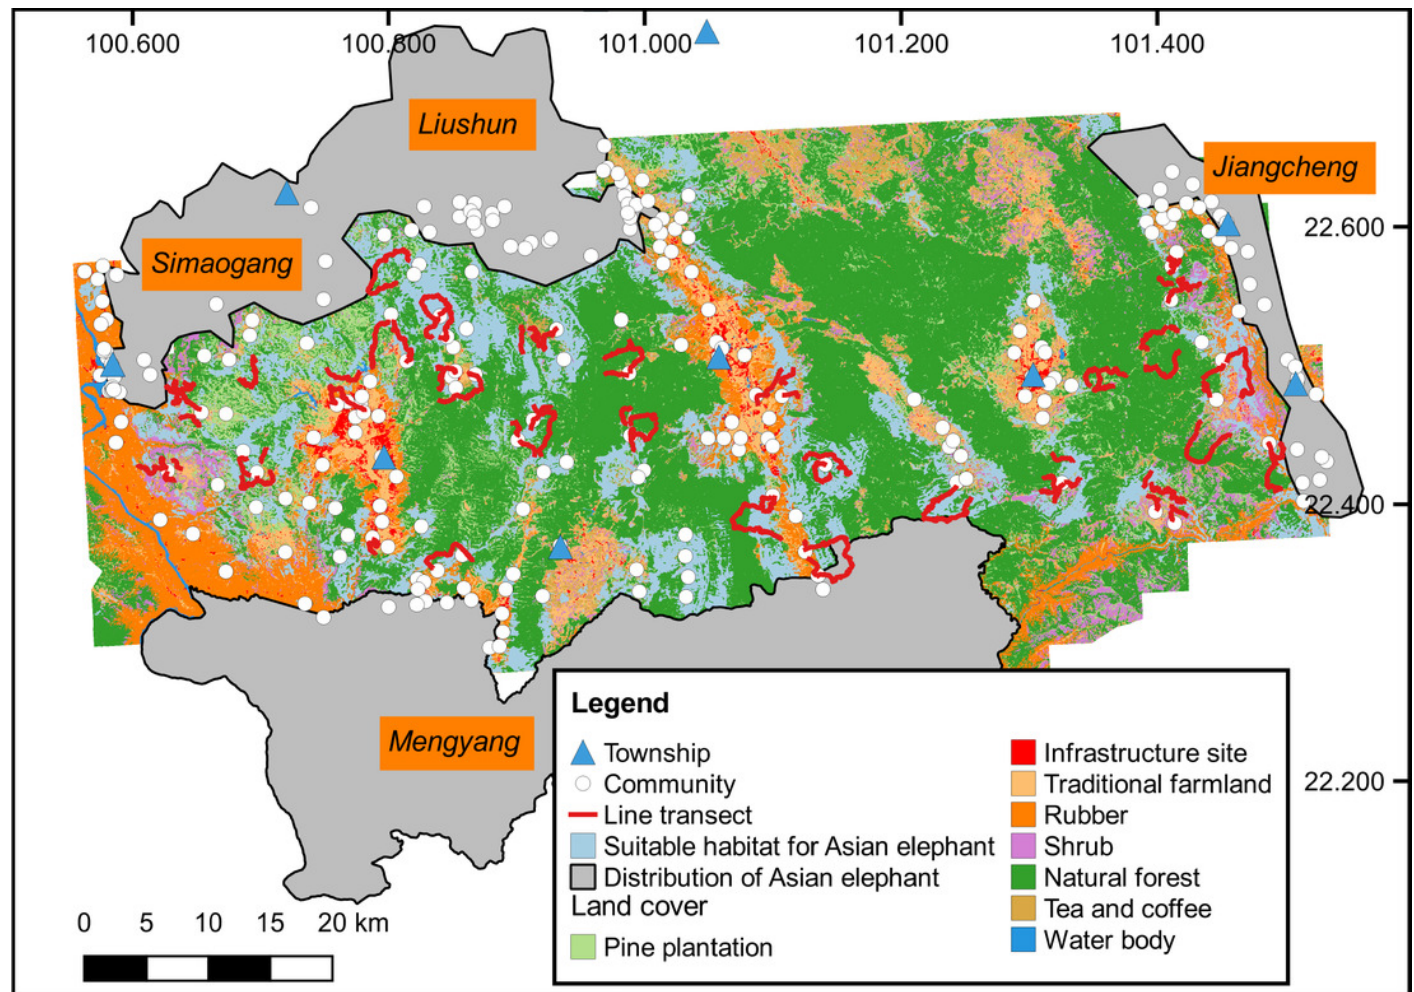 100.600 100.800 101.000 101.200 101.400
Liushun
Jiangcheng
22.600
Simaogang
22.400
Mengyang
22.200
Legend
Township
Community
Line transect
Suitable habitat for Asian elephant
Distribution of Asian elephant
Land cover
Pine plantation
Infrastructure site
Traditional farmland
Rubber
Shrub
Natural forest
Tea and coffee
Water body
0 5 10 15 20 km